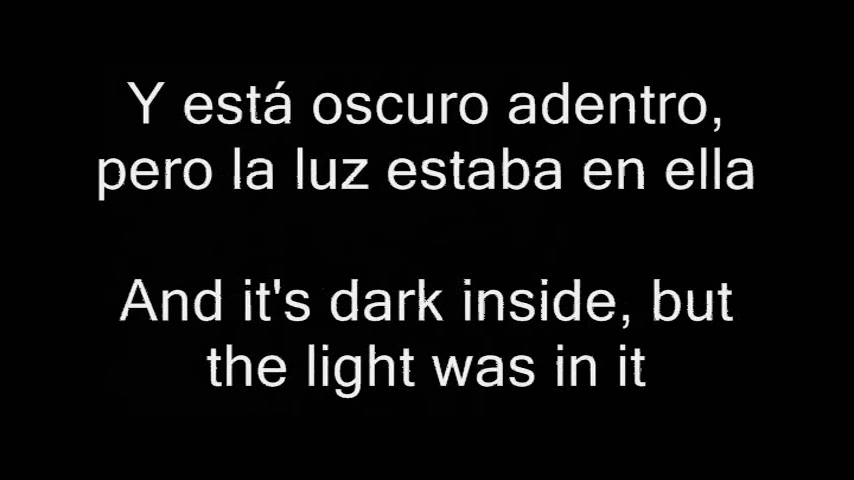 Y está oscuro adentro,
pero la luz estaba en ella
And it's dark inside, but
the light was in it